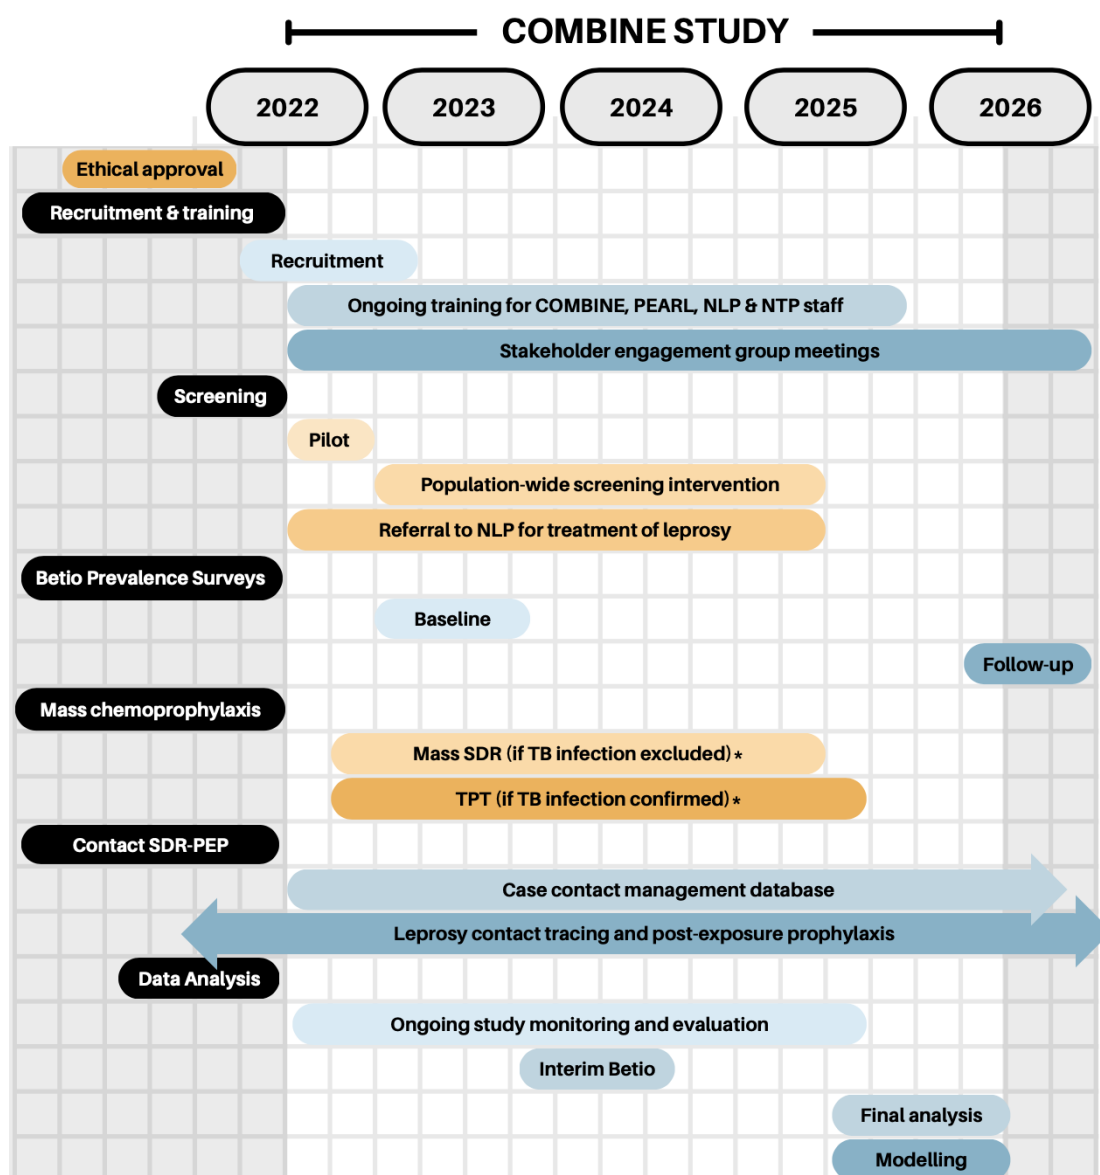 COMBINE STUDY
2022 2023 2024 2025 2026
Ethical approval
Recruitment & training
Recruitment
Ongoing training for COMBINE, PEARL, NLP & NTP staff
Stakeholder engagement group meetings
Screening
Pilot
Population-wide screening intervention
Referral to NLP for treatment of leprosy
Betio Prevalence Surveys
Baseline
Follow-up
Mass chemoprophylaxis
Mass SDR (if TB infection excluded)*
TPT (if TB infection confirmed)*
Contact SDR-PEP
Case contact management database
Leprosy contact tracing and post-exposure prophylaxis
Data Analysis
Ongoing study monitoring and evaluation
Interim Betio
Final analysis
Modelling